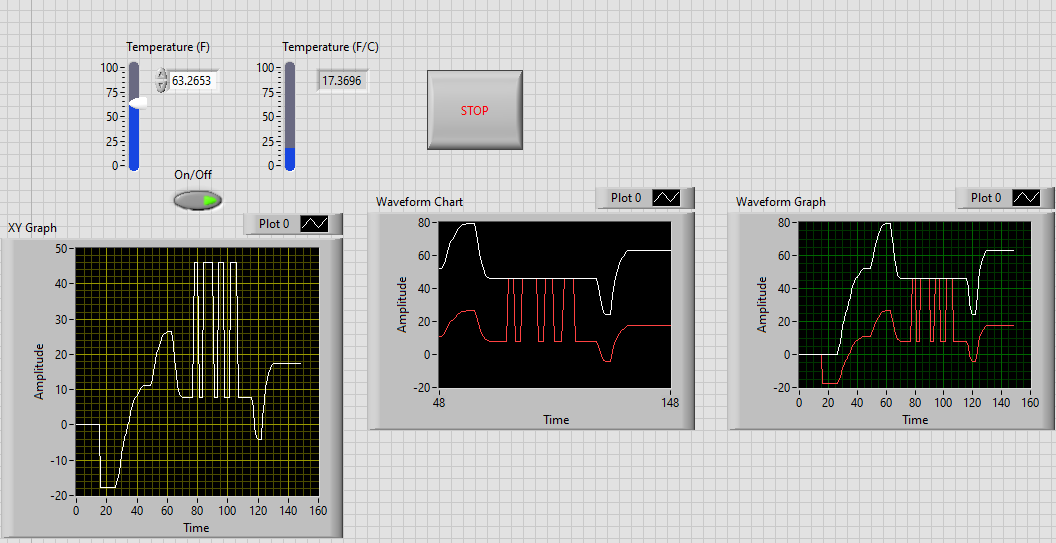 Temperature (F)
Temperature (F/C)
100
75
50
25
0
63.2653
100
75
50
25
0
17.3696
STOP
On/Off
XY Graph
Plot 0
50
40
30
20
10
0
-10
-20
Amplitude
0 20 40 60 80 100 120 140 160
Time
Waveform Chart
Plot 0
80
60
40
20
0
-20
Amplitude
48 148
Time
Waveform Graph
Plot 0
80
60
40
20
0
-20
Amplitude
0 20 40 60 80 100 120 140 160
Time